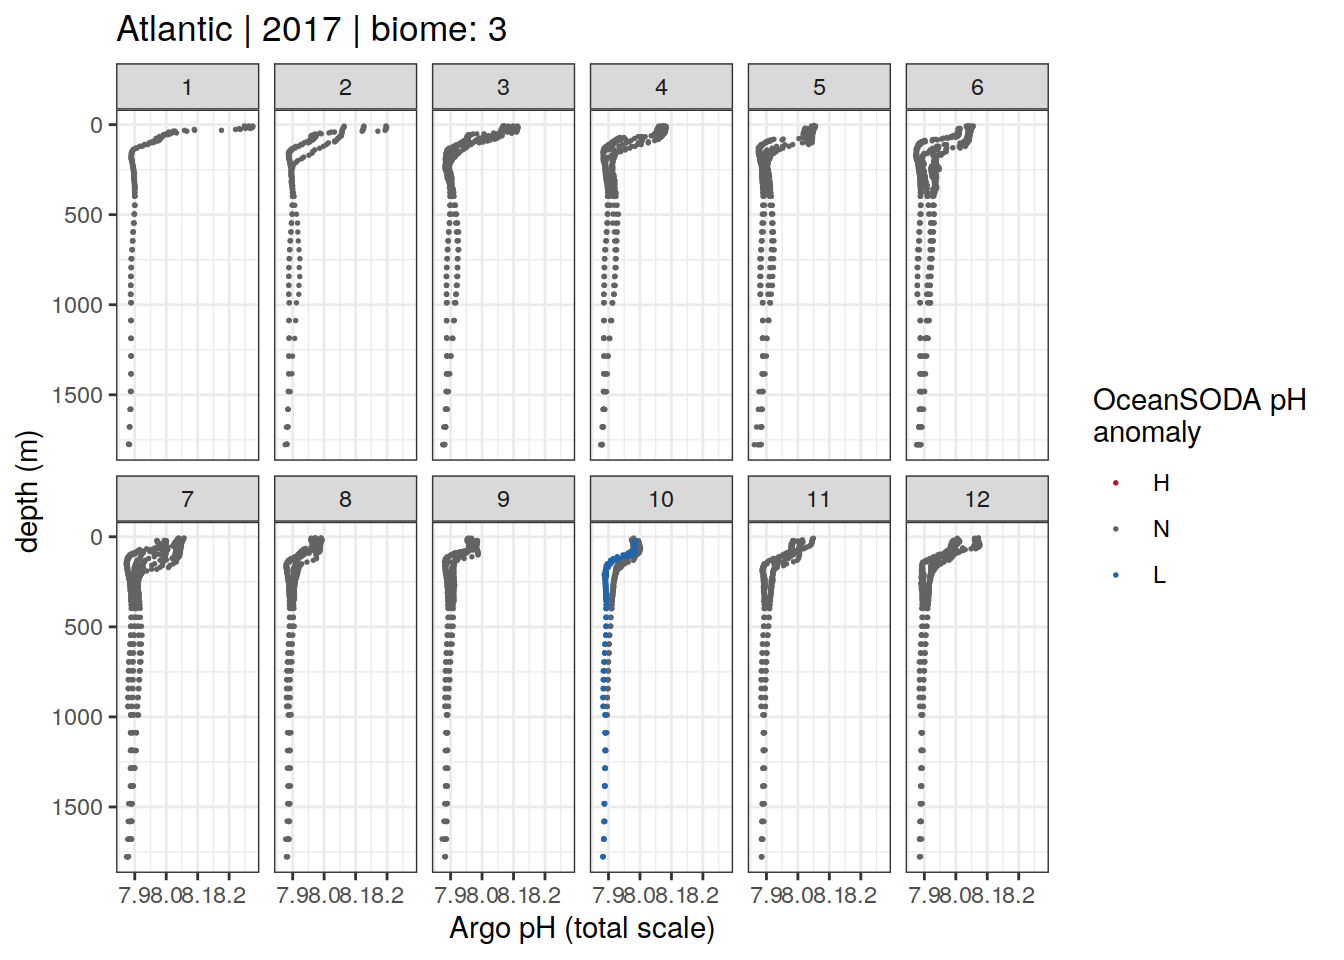 Atlantic | 2017 | biome: 3
1 2 3 4 5 6
0
500
1000
1500
7 8 9 10 11 12
0
500
1000
1500
7.98.08.18.2 7.98.08.18.2 7.98.08.18.2 7.98.08.18.2 7.98.08.18.2 7.98.08.18.2
Argo pH (total scale)
depth (m)
OceanSODA pH
anomaly
H
N
L